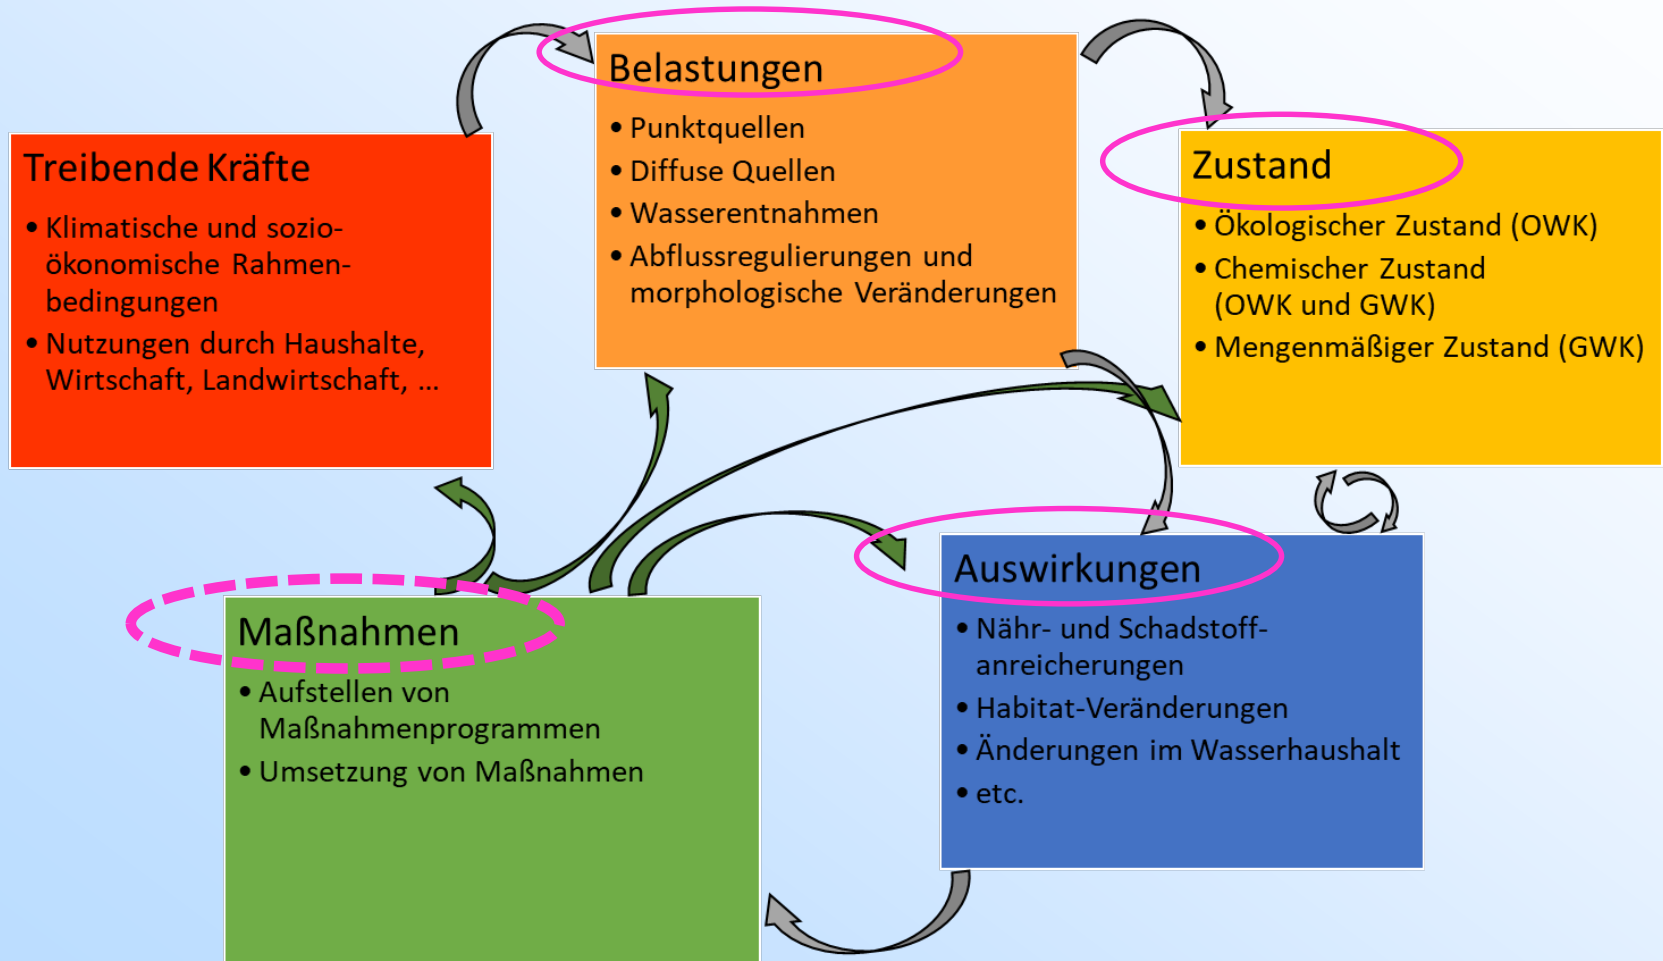 Belastungen
• Punktquellen
• Diffuse Quellen
• Wasserentnahmen
• Abflussregulierungen und
morphologische Veränderungen
Treibende Kräfte
• Klimatische und sozio-
ökonomische Rahmen-
bedingungen
• Nutzungen durch Haushalte,
Wirtschaft, Landwirtschaft, ...
Zustand
• Ökologischer Zustand (OWK)
• Chemischer Zustand
(OWK und GWK)
• Mengenmäßiger Zustand (GWK)
Auswirkungen
• Nähr- und Schadstoff-
anreicherungen
• Habitat-Veränderungen
• Änderungen im Wasserhaushalt
• etc.
Maßnahmen
• Aufstellen von
Maßnahmenprogrammen
• Umsetzung von Maßnahmen